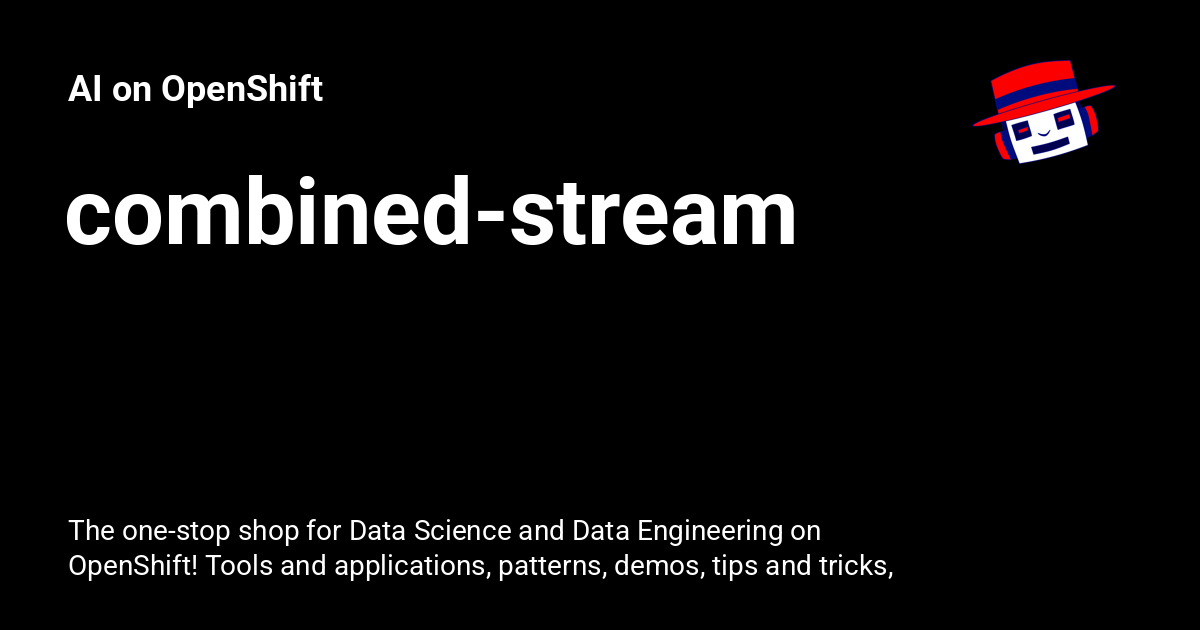 AI on OpenShift
combined-stream
The one-stop shop for Data Science and Data Engineering on
OpenShift! Tools and applications, patterns, demos, tips and tricks,